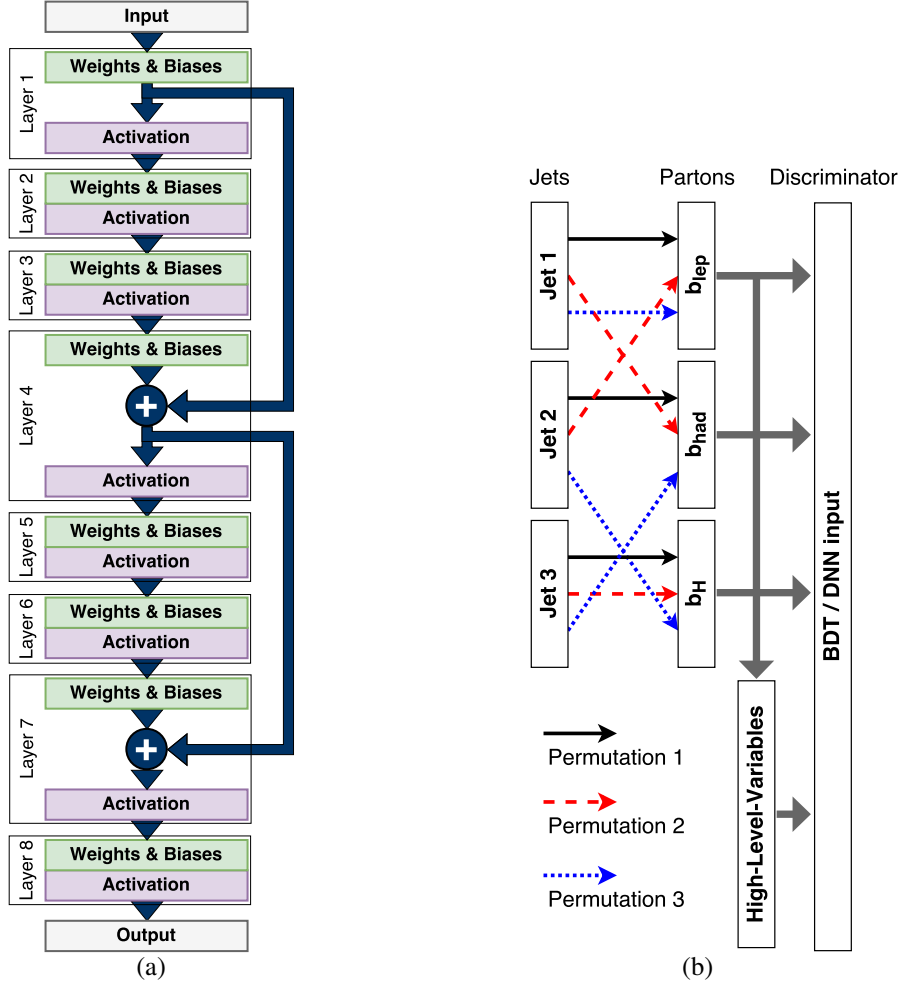 Input
Layer 1
Weights & Biases
Activation
Layer 2
Weights & Biases
Activation
Layer 3
Weights & Biases
Activation
Layer 4
Weights & Biases
+
Activation
Layer 5
Weights & Biases
Activation
Layer 6
Weights & Biases
Activation
Layer 7
Weights & Biases
+
Activation
Layer 8
Weights & Biases
Activation
Output
(a)
Jets
Partons
Discriminator
Jet 1
Jet 2
Jet 3
b_lep
b_had
b_H
BDT / DNN input
High-Level-Variables
Permutation 1
Permutation 2
Permutation 3
(b)